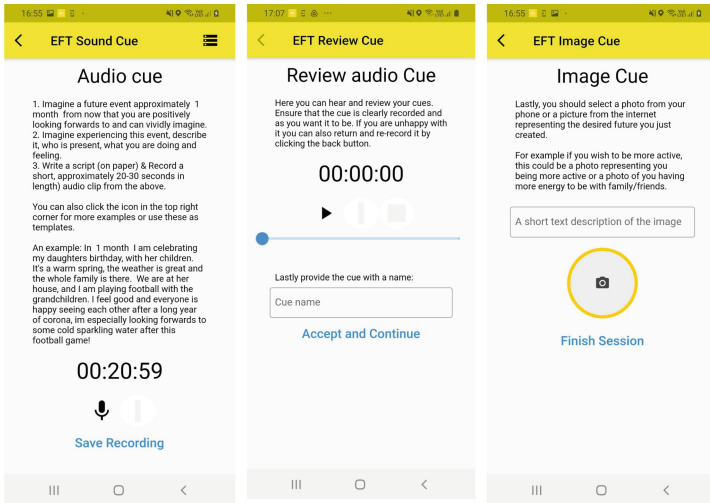 16:55
EFT Sound Cue
Audio cue
1. Imagine a future event approximately 1
month from now that you are positively
looking forwards to and can vividly imagine.
2. Imagine experiencing this event, describe
it, who is present, what you are doing and
feeling.
3. Write a script (on paper) & Record a
short, approximately 20-30 seconds in
length) audio clip from the above.
You can also click the icon in the top right
corner for more examples or use these as
templates.
An example: In 1 month I am celebrating
my daughters birthday, with her children.
It's a warm spring, the weather is great and
the whole family is there. We are at her
house, and I am playing football with the
grandchildren. I feel good and everyone is
happy seeing each other after a long year
of corona, im especially looking forwards to
some cold sparkling water after this
football game!
00:20:59
Save Recording
17:07
EFT Review Cue
Review audio Cue
Here you can hear and review your cues.
Ensure that the cue is clearly recorded and
as you want it to be. If you are unhappy with
it you can also return and re-record it by
clicking the back button.
00:00:00
Lastly provide the cue with a name:
Cue name
Accept and Continue
16:55
EFT Image Cue
Image Cue
Lastly, you should select a photo from your
phone or a picture from the internet
representing the desired future you just
created.
For example if you wish to be more active,
this could be a photo representing you
being more active or a photo of you having
more energy to be with family/friends.
A short text description of the image
Finish Session